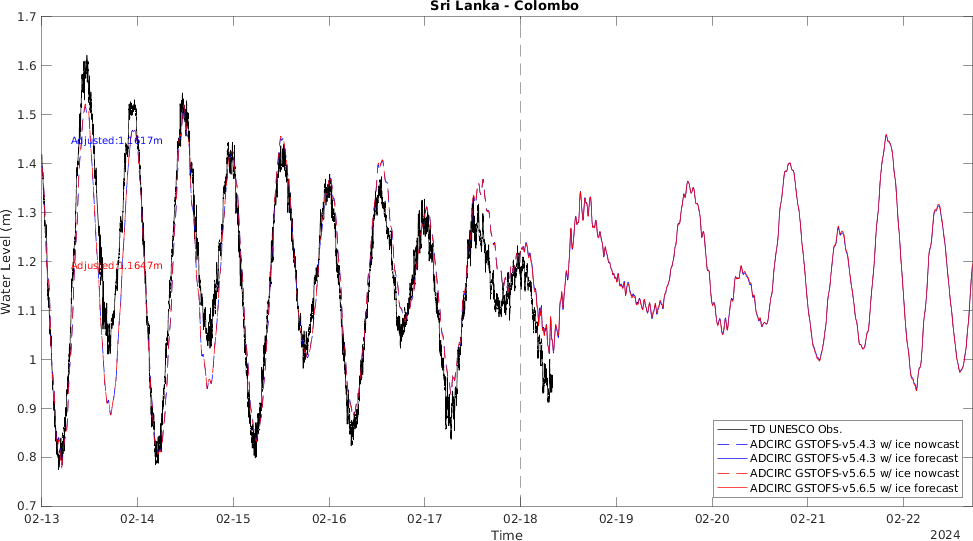 Sri Lanka - Colombo
1.7
1.6
1.5
1.4
1.3
1.2
1.1
1
0.9
0.8
0.7
Water Level (m)
Adjusted:1.1617m
Adjusted:1.1647m
TD UNESCO Obs.
ADCIRC GSTOFS-v5.4.3 w/ ice nowcast
ADCIRC GSTOFS-v5.4.3 w/ ice forecast
ADCIRC GSTOFS-v5.6.5 w/ ice nowcast
ADCIRC GSTOFS-v5.6.5 w/ ice forecast
02-13 02-14 02-15 02-16 02-17 02-18 02-19 02-20 02-21 02-22
Time
2024